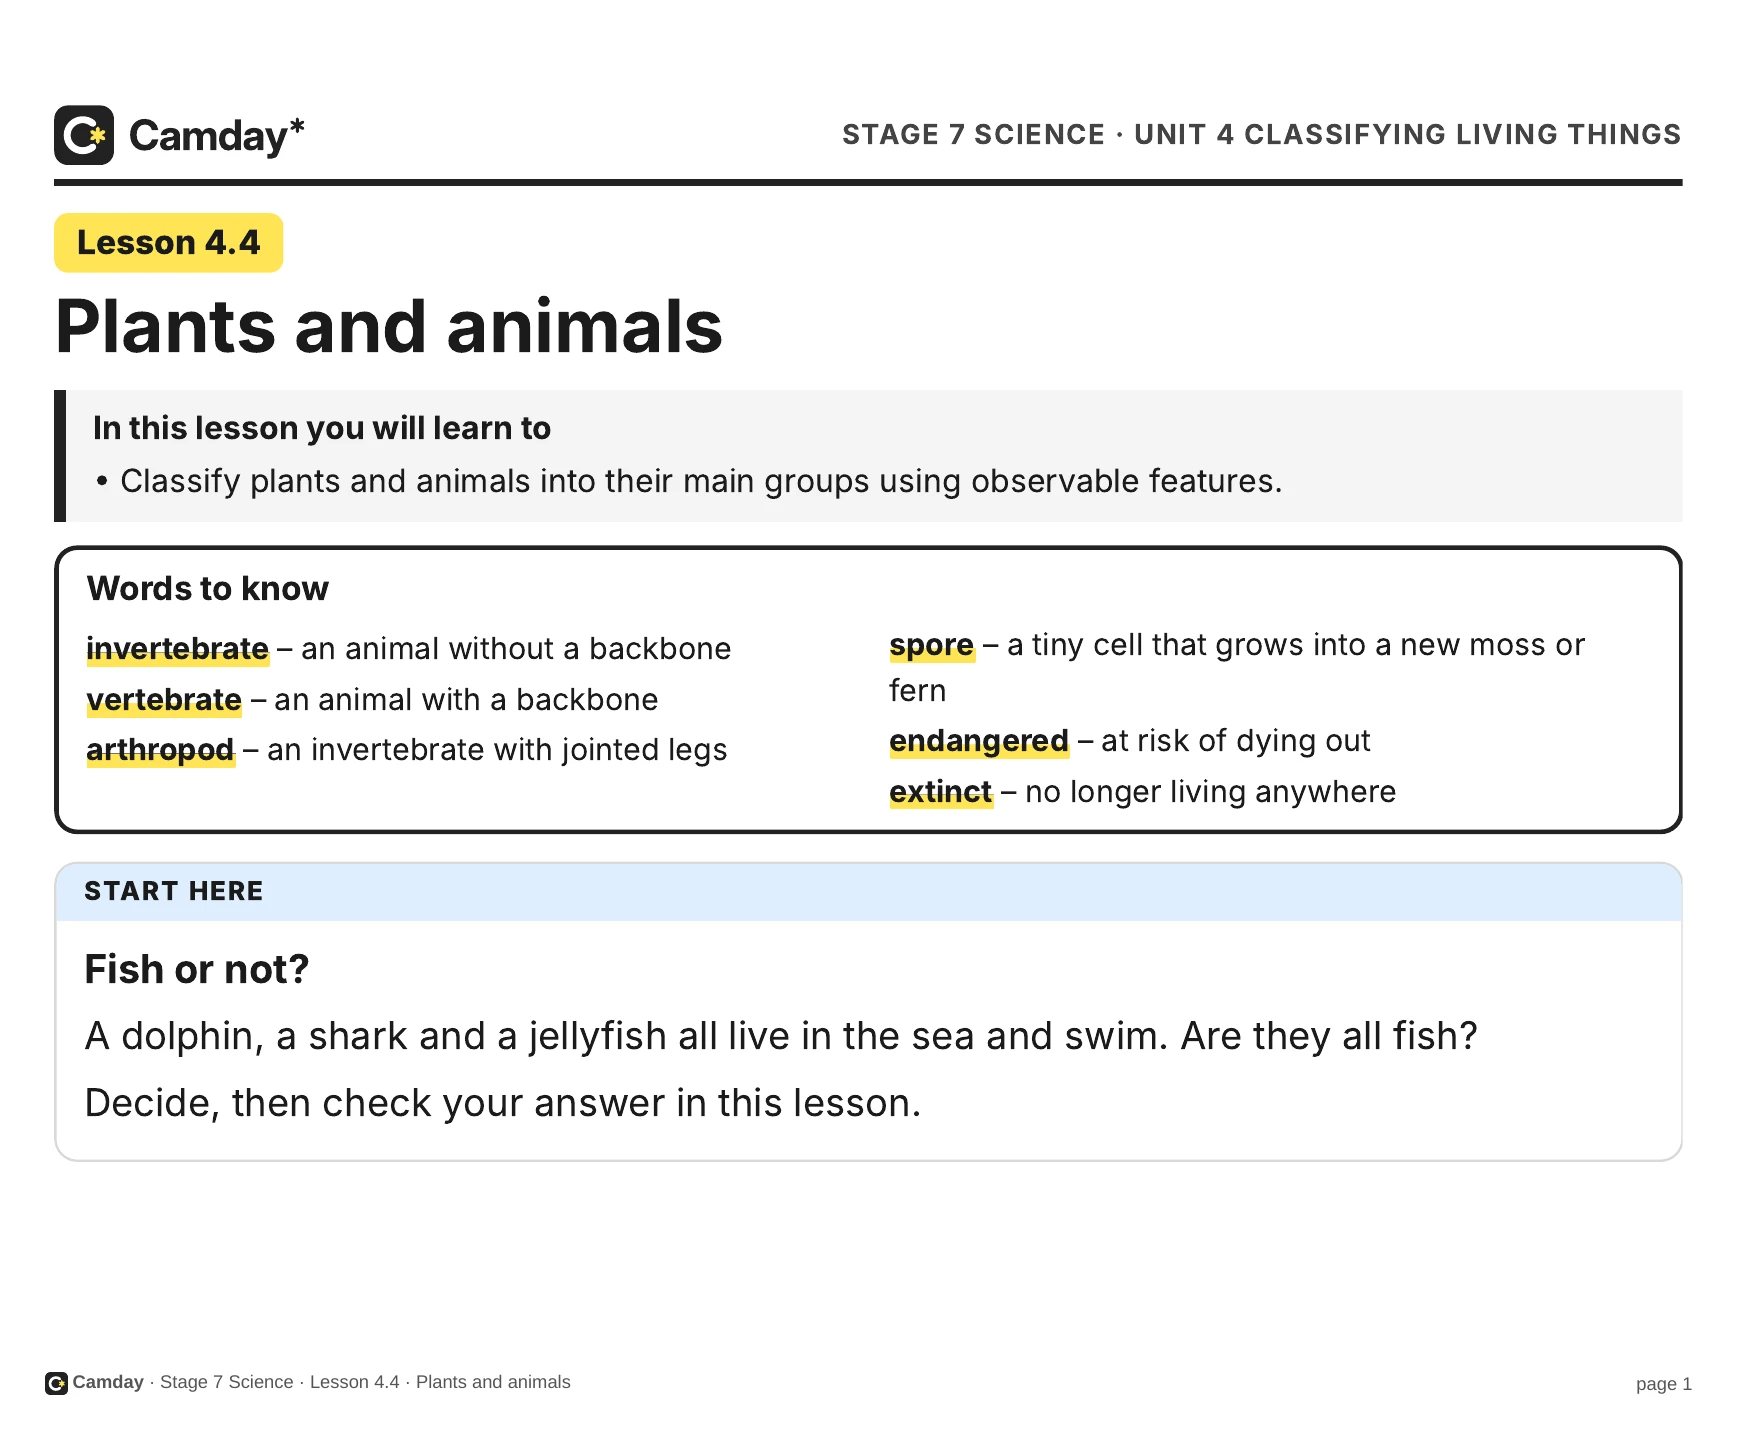 Camday*
STAGE 7 SCIENCE · UNIT 4 CLASSIFYING LIVING THINGS
Lesson 4.4
Plants and animals
In this lesson you will learn to
• Classify plants and animals into their main groups using observable features.
Words to know
invertebrate – an animal without a backbone
vertebrate – an animal with a backbone
arthropod – an invertebrate with jointed legs
spore – a tiny cell that grows into a new moss or
fern
endangered – at risk of dying out
extinct – no longer living anywhere
START HERE
Fish or not?
A dolphin, a shark and a jellyfish all live in the sea and swim. Are they all fish?
Decide, then check your answer in this lesson.
Camday · Stage 7 Science · Lesson 4.4 · Plants and animals
page 1